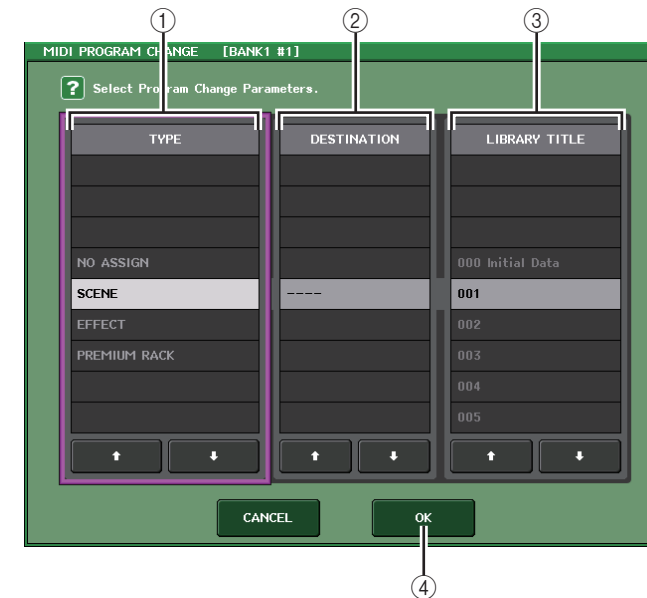 ① ② ③
MIDI PROGRAM CHANGE [BANK1 #1]
? Select Program Change Parameters.
TYPE DESTINATION LIBRARY TITLE
NO ASSIGN 000 Initial Data
SCENE ---- 001
EFFECT 002
PREMIUM RACK 003
004
005
CANCEL OK
④